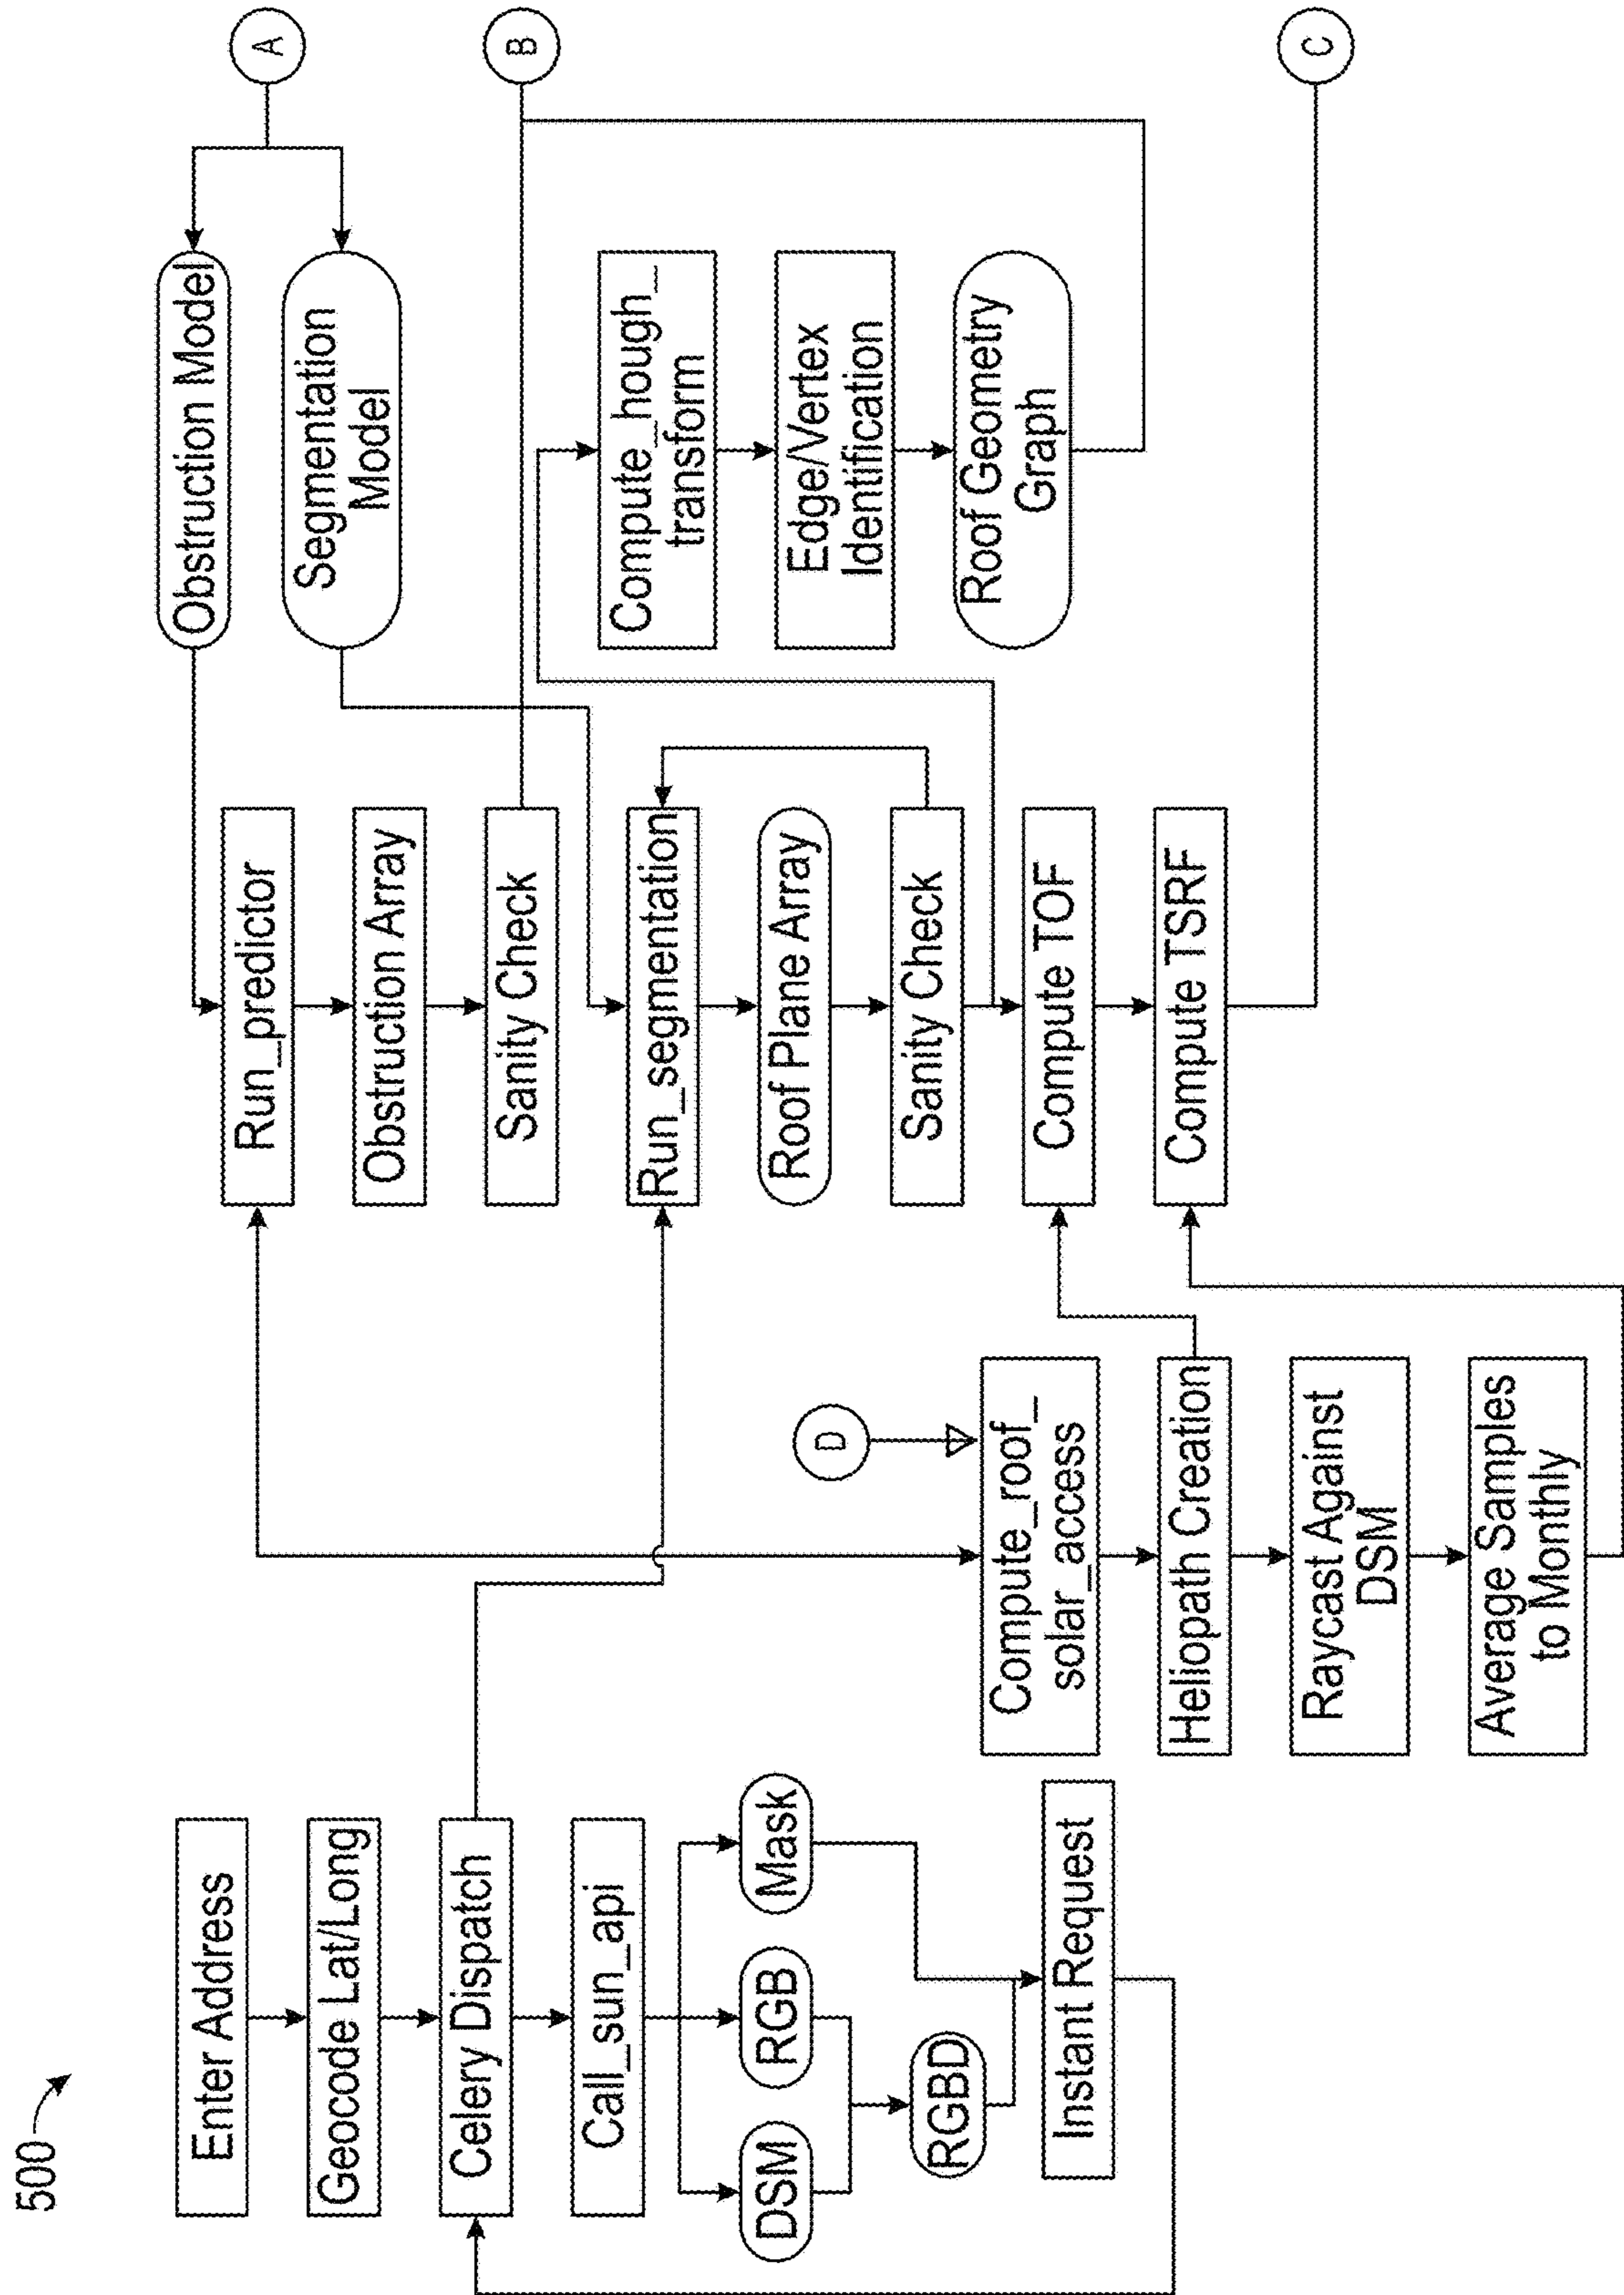 500
Enter Address
Geocode Lat/Long
Celery Dispatch
Call_sun_api
DSM
RGB
Mask
RGBD
Instant Request
D
Compute_roof_
solar_access
Heliopath Creation
Raycast Against
DSM
Average Samples
to Monthly
Run_predictor
Obstruction Array
Sanity Check
Run_segmentation
Roof Plane Array
Sanity Check
Compute TOF
Compute TSRF
Obstruction Model
Segmentation
Model
Compute_hough_
transform
Edge/Vertex
Identification
Roof Geometry
Graph
A
B
C